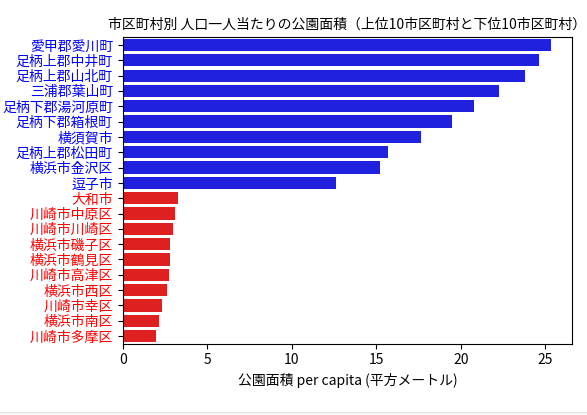 市区町村別 人口一人当たりの公園面積（上位10市区町村と下位10市区町村）
愛甲郡愛川町
足柄上郡中井町
足柄上郡山北町
三浦郡葉山町
足柄下郡湯河原町
足柄下郡箱根町
横須賀市
足柄上郡松田町
横浜市金沢区
逗子市
大和市
川崎市中原区
川崎市川崎区
横浜市磯子区
横浜市鶴見区
川崎市高津区
横浜市西区
川崎市幸区
横浜市南区
川崎市多摩区
0 5 10 15 20 25
公園面積 per capita (平方メートル)